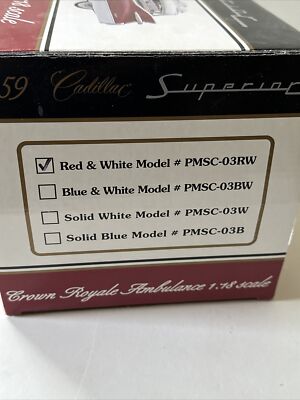 scale
59 Cadillac Superior
Red & White Model # PMSC-03RW
Blue & White Model # PMSC-03BW
Solid White Model # PMSC-03W
Solid Blue Model # PMSC-03B
Crown Royale Ambulance 1:18 scale